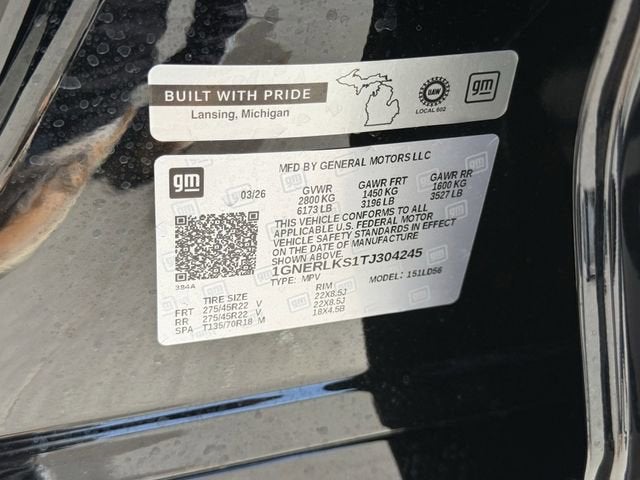 BUILT WITH PRIDE
Lansing, Michigan
UAW
LOCAL 602
gm
gm
MFD BY GENERAL MOTORS LLC
03/26
GVWR GAWR FRT GAWR RR
2800 KG 1450 KG 1600 KG
6173 LB 3196 LB 3527 LB
THIS VEHICLE CONFORMS TO ALL
APPLICABLE U.S. FEDERAL MOTOR
VEHICLE SAFETY STANDARDS IN EFFECT
ON THE DATE OF MANUFACTURE
SHOWN ABOVE.
1GNERLKS1TJ304245
TYPE: MPV MODEL: 151LD56
394A
TIRE SIZE RIM
FRT 275/45R22 V 22X8.5J
RR 275/45R22 V 22X8.5J
SPA T135/70R18 M 18X4.5B